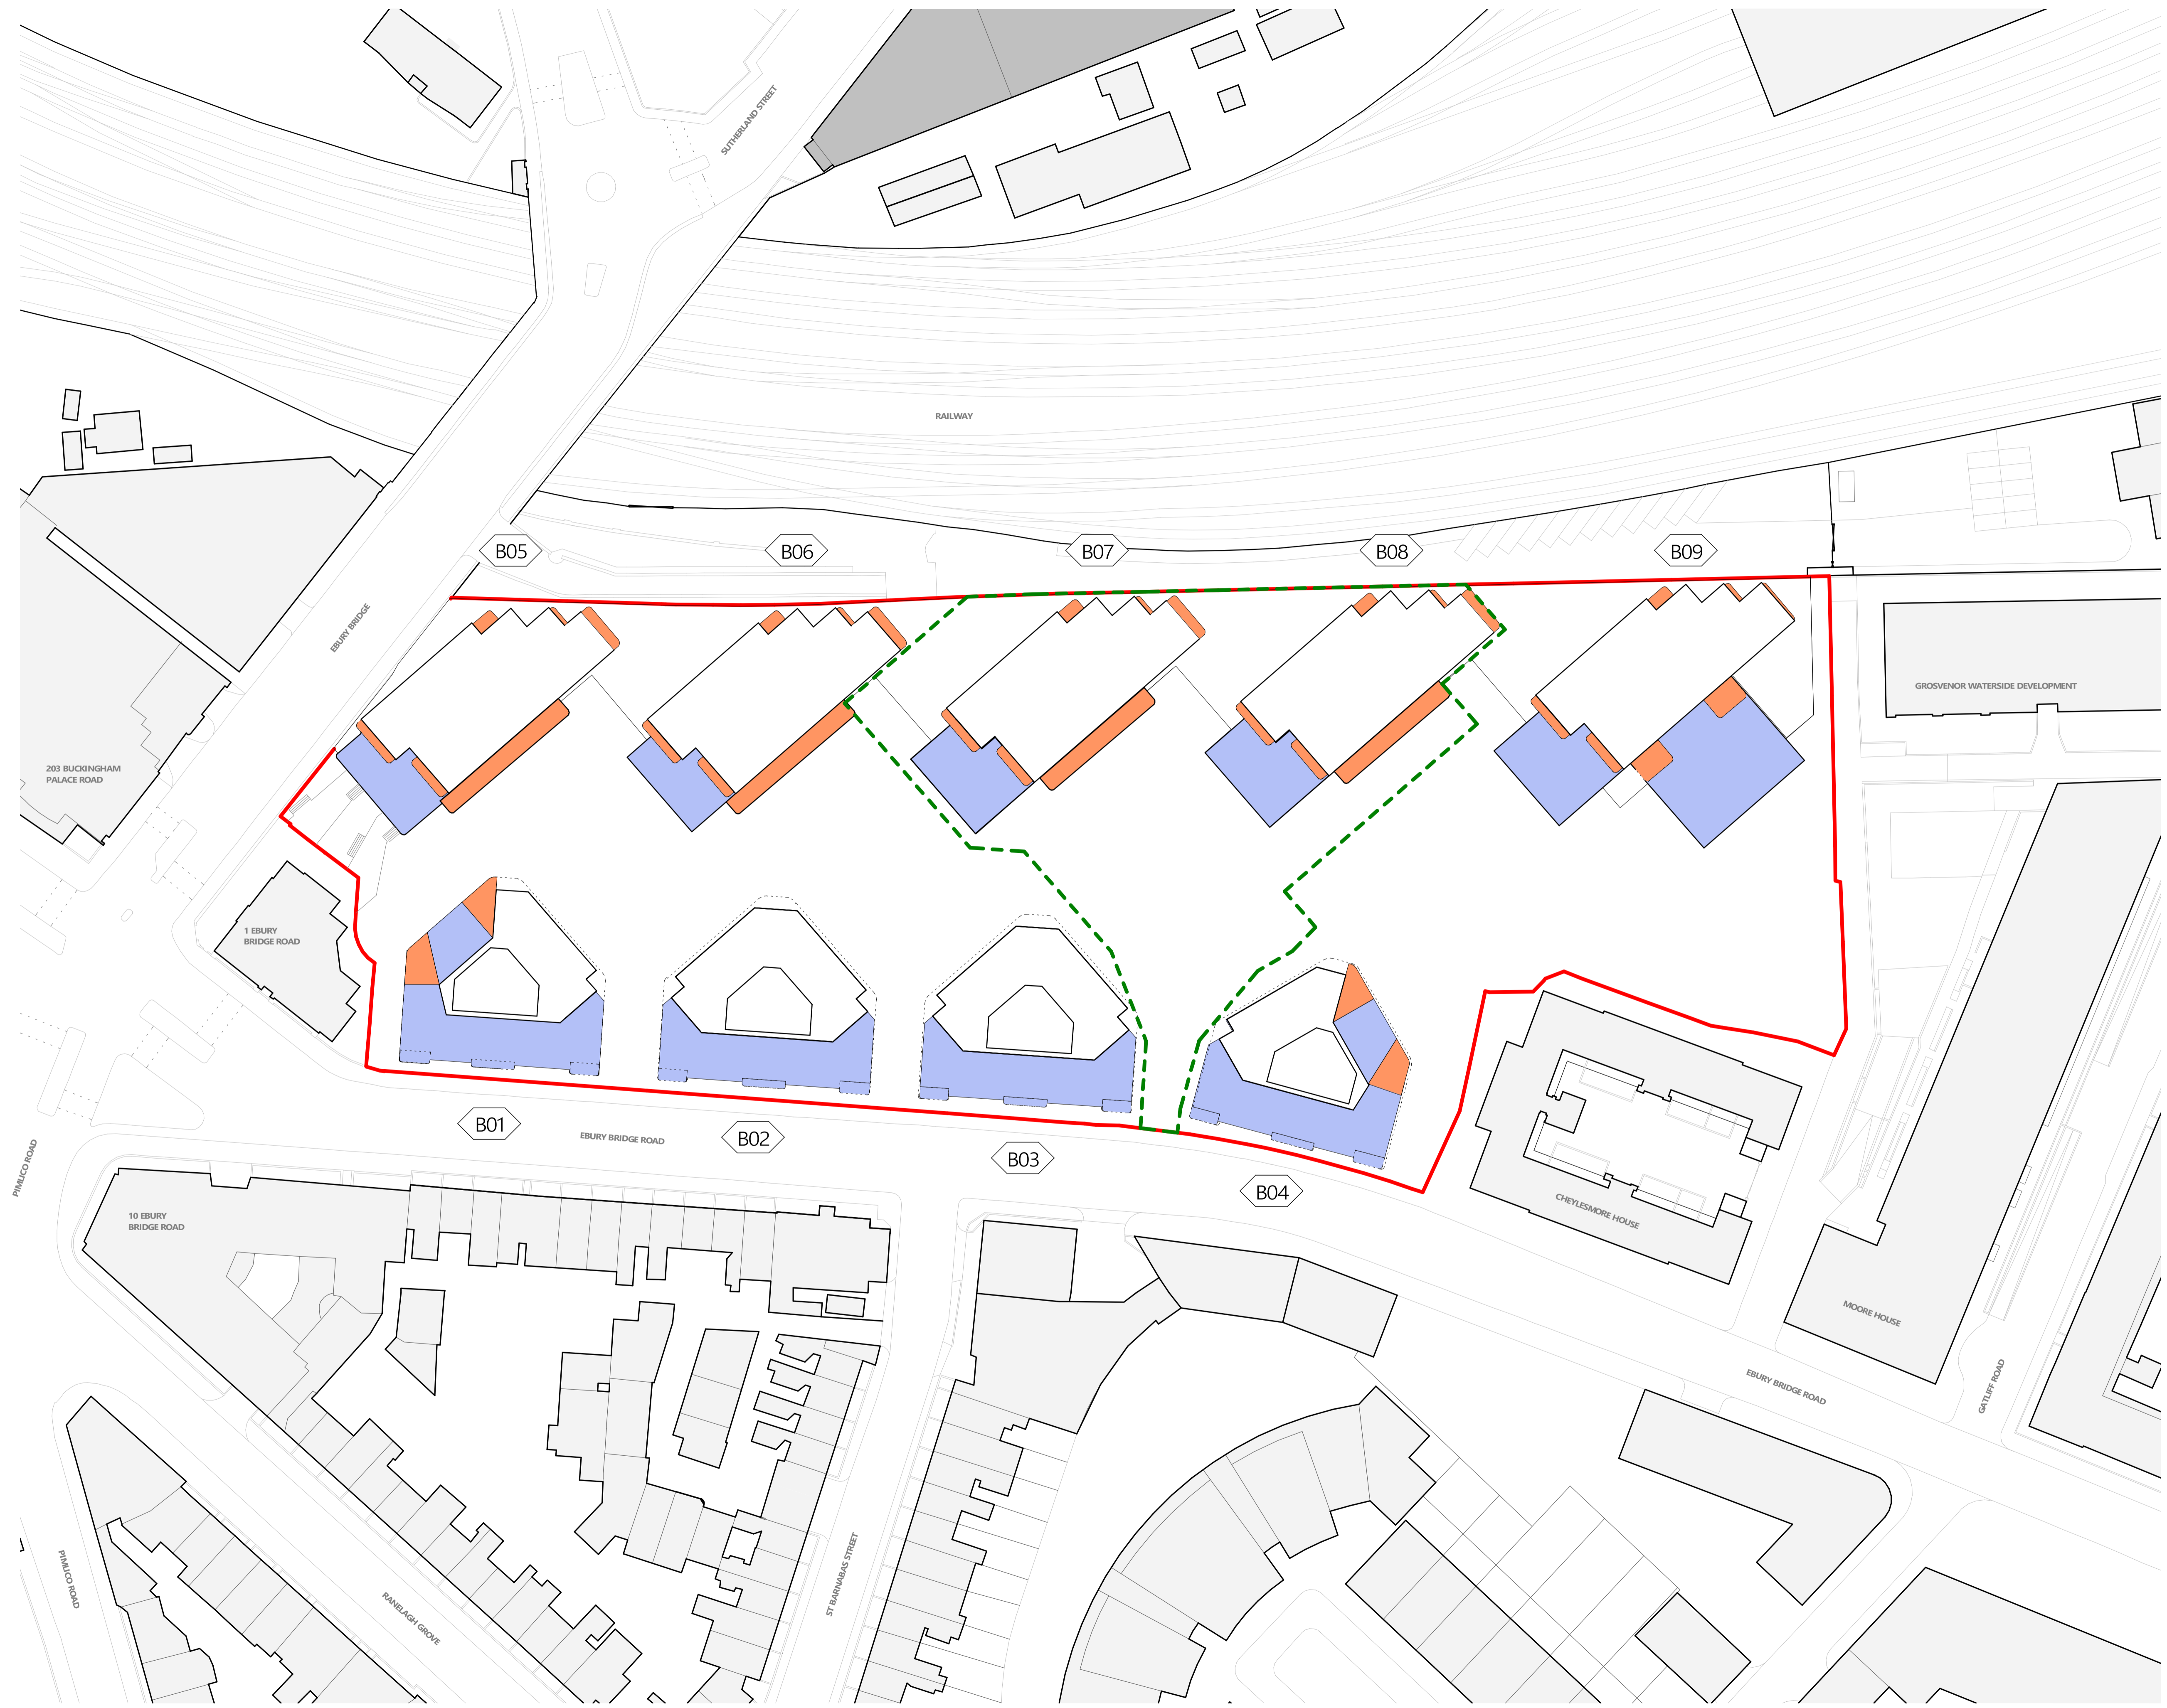 SUTHERLAND STREET
RAILWAY
B05
B06
B07
B08
B09
EBURY BRIDGE
GROSVENOR WATERSIDE DEVELOPMENT
203 BUCKINGHAM
PALACE ROAD
1 EBURY
BRIDGE ROAD
B01
B02
B03
B04
EBURY BRIDGE ROAD
PIMLICO ROAD
10 EBURY
BRIDGE ROAD
CHEYLESMORE HOUSE
MOORE HOUSE
EBURY BRIDGE ROAD
GATLIFF ROAD
PIMLICO ROAD
RANELAGH GROVE
ST BARNABAS STREET